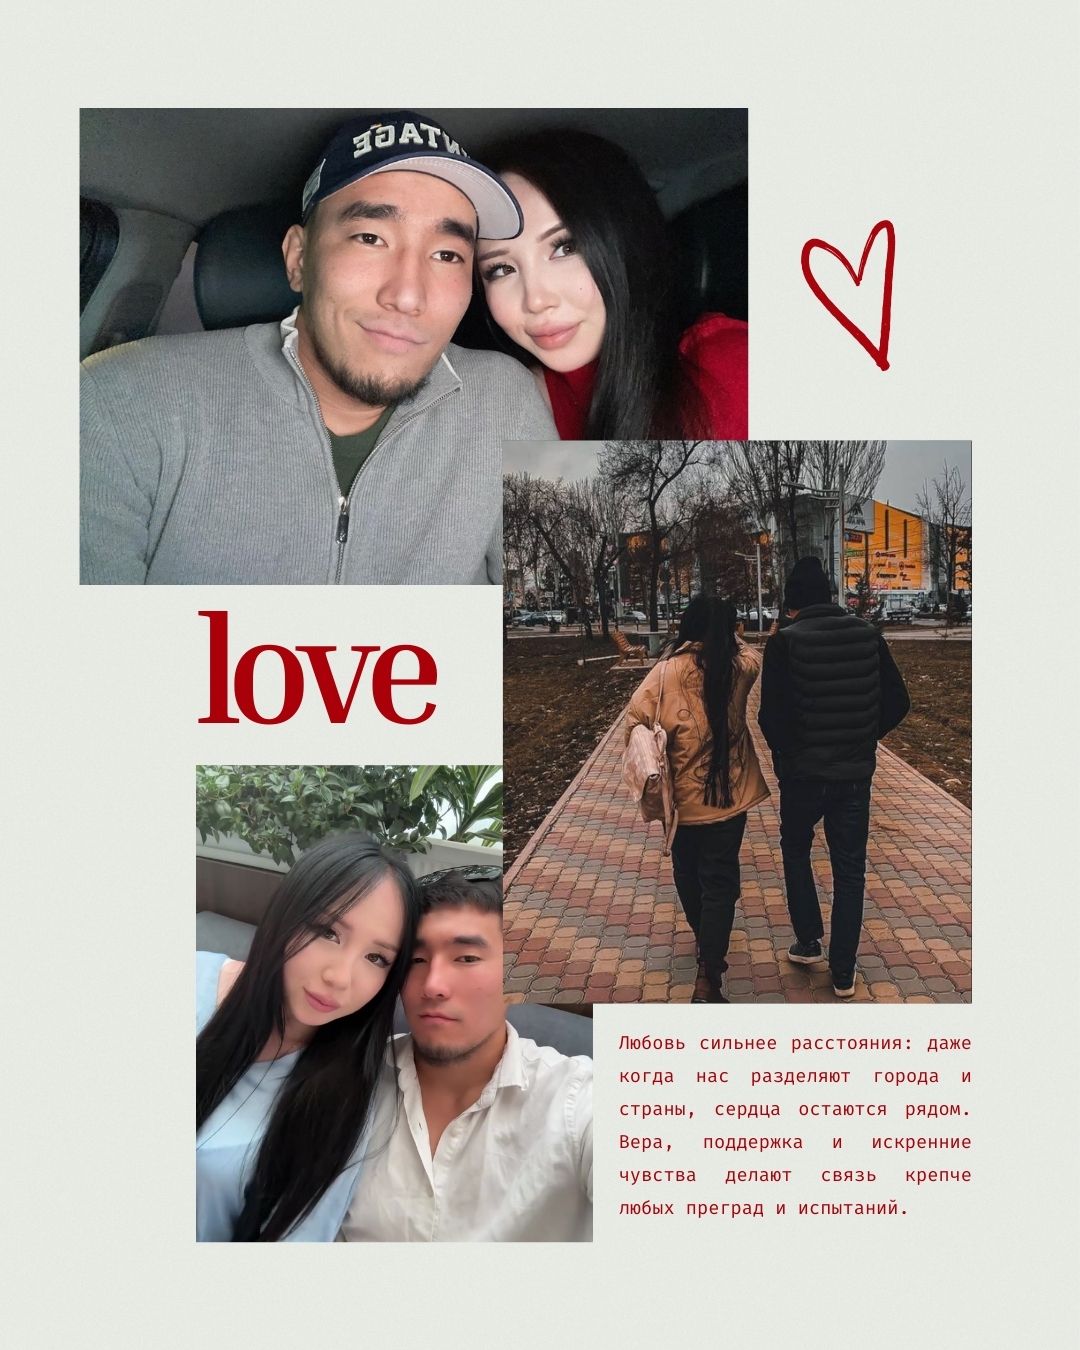 love
Любовь сильнее расстояния: даже
когда нас разделяют города и
страны, сердца остаются рядом.
Вера, поддержка и искренние
чувства делают связь крепче
любых преград и испытаний.